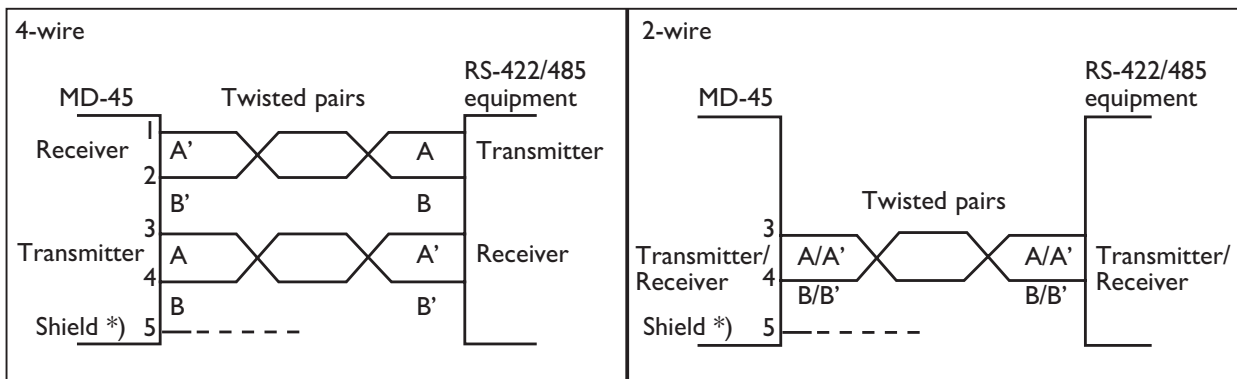 4-wire
RS-422/485
equipment
MD-45
Twisted pairs
1
Receiver
A’
A
Transmitter
2
B’
B
3
Transmitter
A
A’
Receiver
4
B
B’
Shield *)
5
2-wire
RS-422/485
equipment
MD-45
Twisted pairs
3
Transmitter/
Receiver
A/A’
A/A’
Transmitter/
Receiver
4
B/B’
B/B’
Shield *)
5